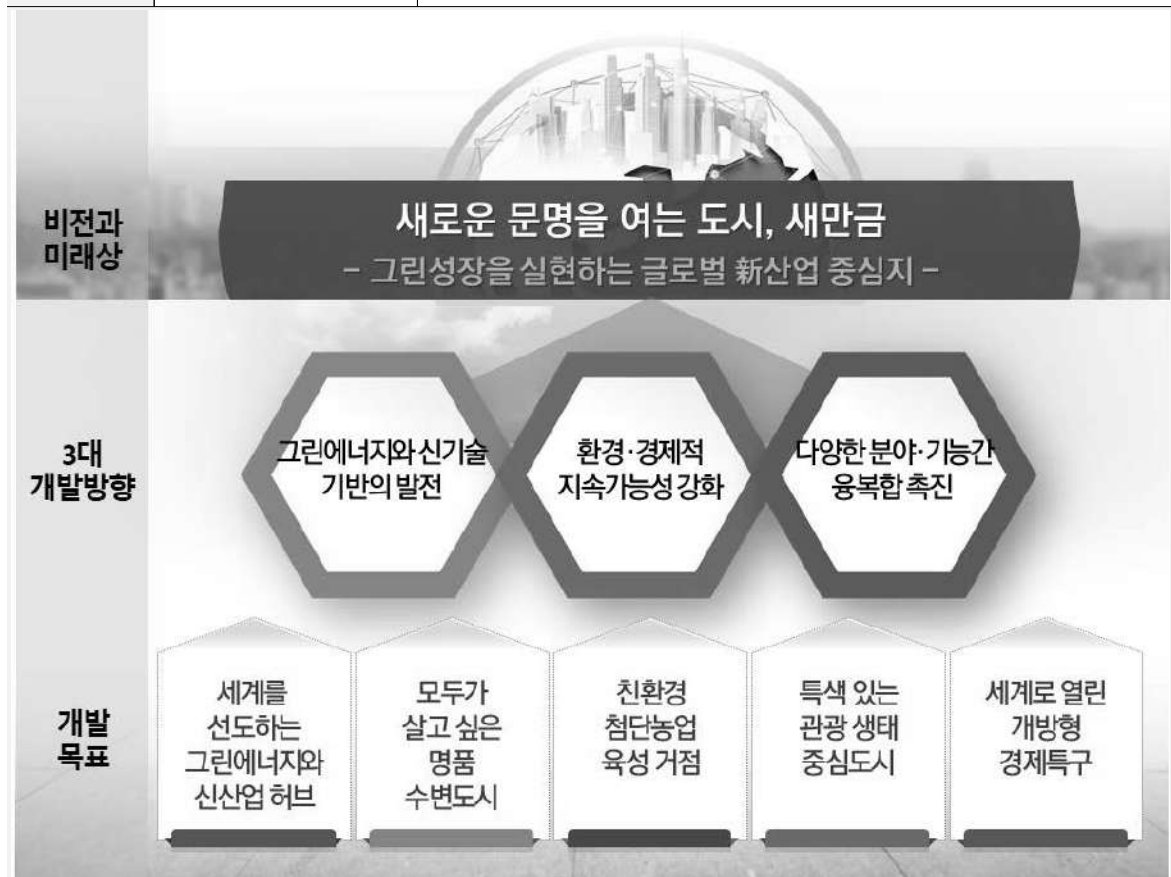 비전과
미래상
새로운 문명을 여는 도시, 새만금
- 그린성장을 실현하는 글로벌 新산업 중심지 -
3대
개발방향
그린에너지와 신기술
기반의 발전
환경·경제적
지속가능성 강화
다양한 분야·기능간
융복합 촉진
개발
목표
세계를
선도하는
그린에너지와
신산업 허브
모두가
살고 싶은
명품
수변도시
친환경
첨단농업
육성 거점
특색 있는
관광 생태
중심도시
세계로 열린
개방형
경제특구